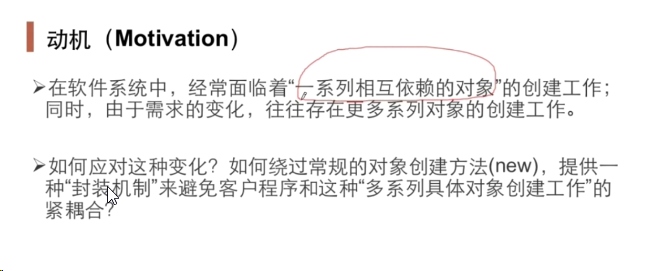 动机（Motivation）
➢在软件系统中，经常面临着“一系列相互依赖的对象”的创建工作；
同时，由于需求的变化，往往存在更多系列对象的创建工作。
➢如何应对这种变化？如何绕过常规的对象创建方法(new)，提供一
种“封装机制”来避免客户程序和这种“多系列具体对象创建工作”的
紧耦合？